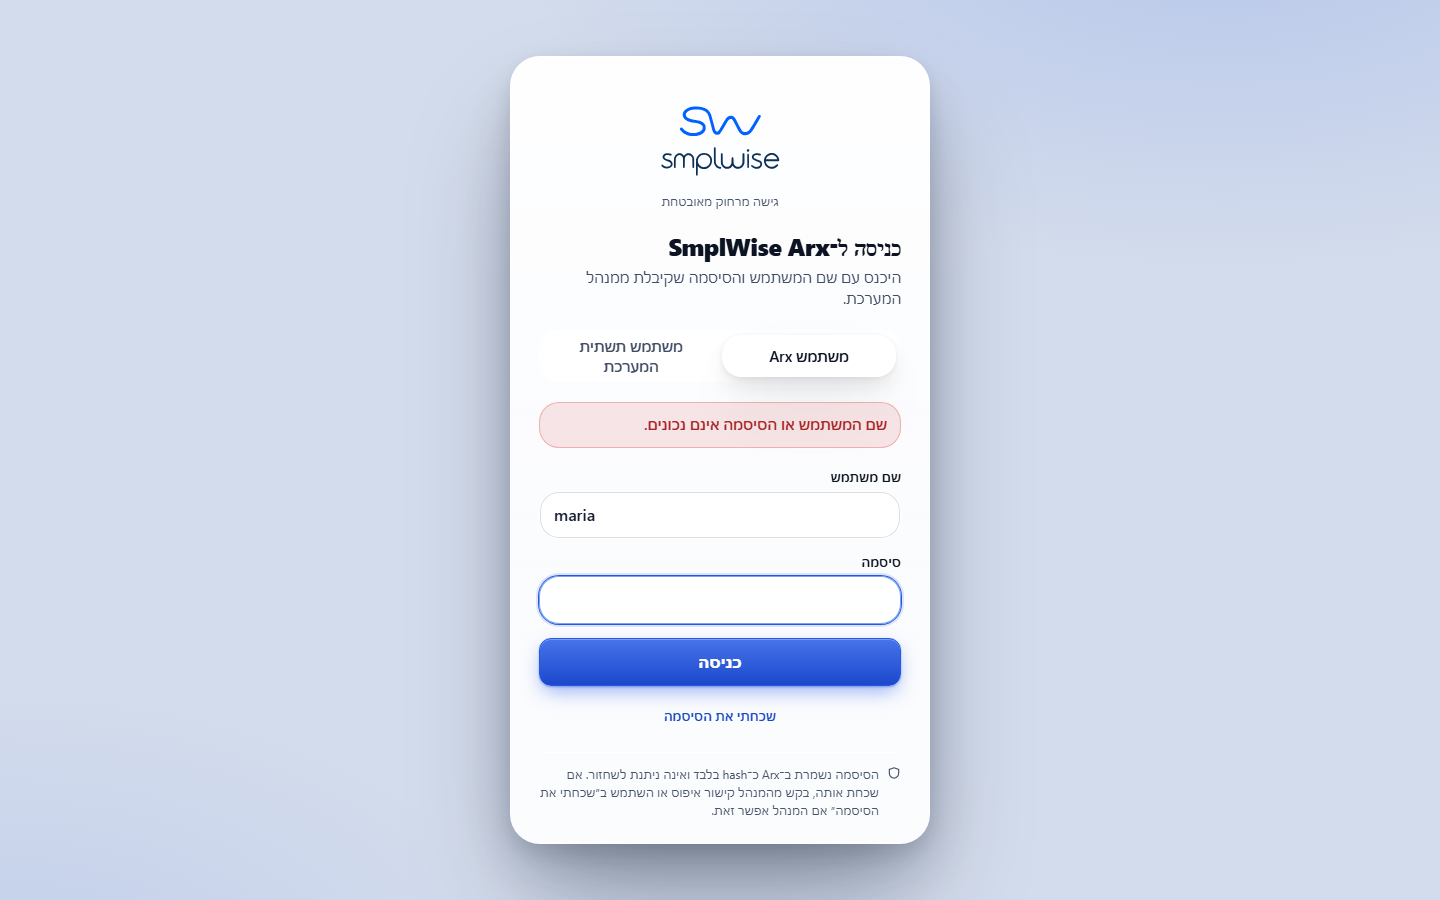 SW
smplwise
גישה מרחוק מאובטחת
כניסה ל־SmplWise Arx
היכנס עם שם המשתמש והסיסמה שקיבלת ממנהל
המערכת.
משתמש Arx
משתמש תשתית
המערכת
שם המשתמש או הסיסמה אינם נכונים.
שם משתמש
maria
סיסמה
כניסה
שכחתי את הסיסמה
הסיסמה נשמרת ב־Arx כ־hash בלבד ואינה ניתנת לשחזור. אם
שכחת אותה, בקש מהמנהל קישור איפוס או השתמש ב״שכחתי את
הסיסמה״ אם המנהל אפשר זאת.